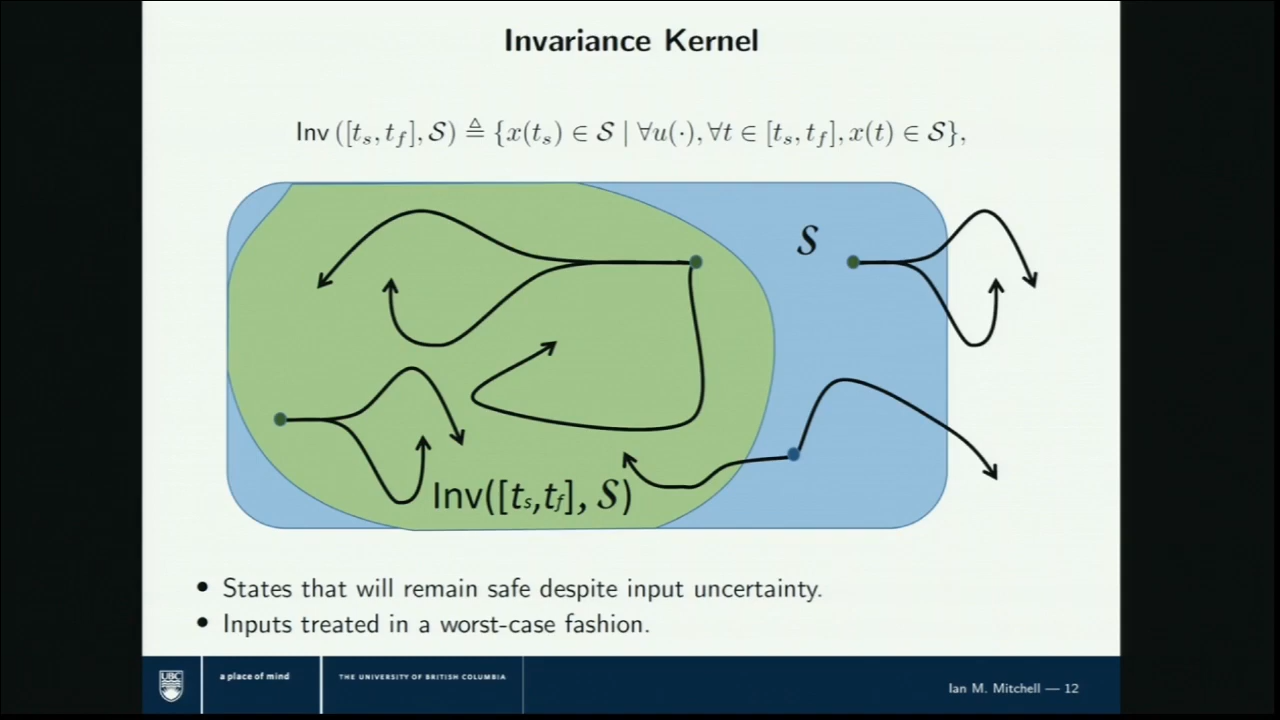 Invariance Kernel
Inv ([t_s, t_f], 𝒮) ≜ {x(t_s) ∈ 𝒮 | ∀u(·), ∀t ∈ [t_s, t_f], x(t) ∈ 𝒮},
𝒮
Inv([t_s,t_f], 𝒮)
• States that will remain safe despite input uncertainty.
• Inputs treated in a worst-case fashion.
UBC
a place of mind
THE UNIVERSITY OF BRITISH COLUMBIA
Ian M. Mitchell — 12